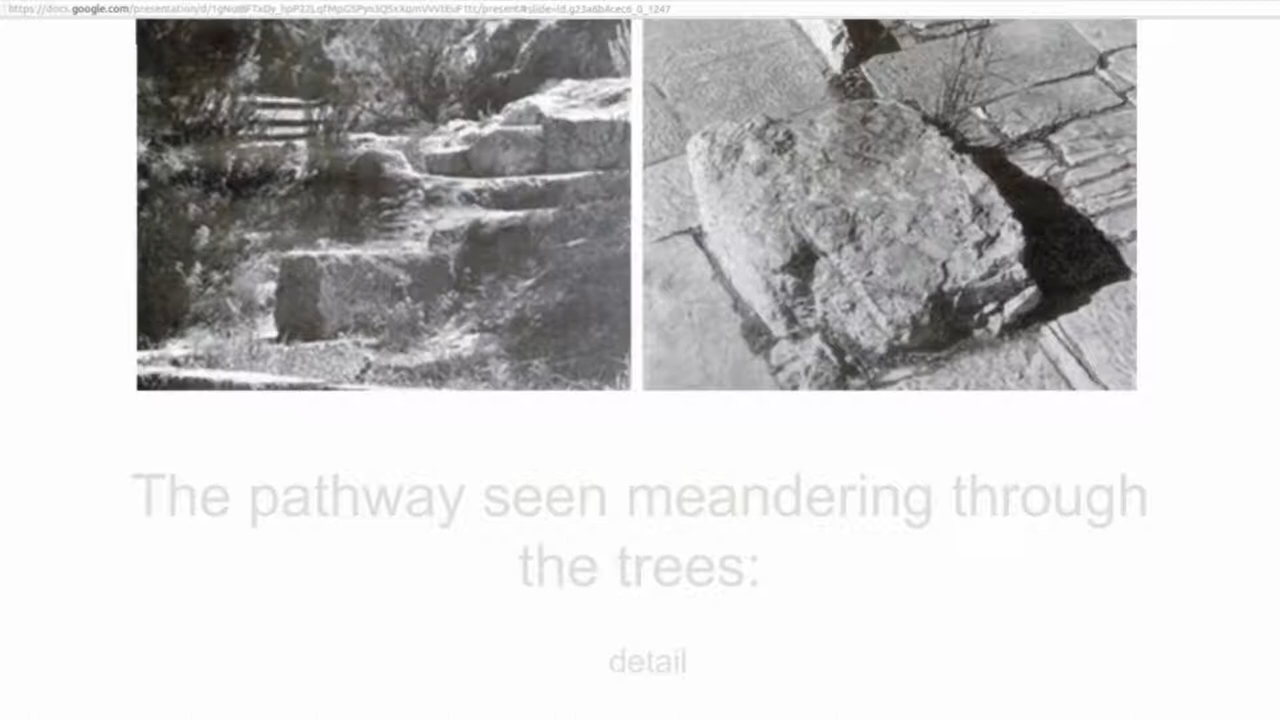 The pathway seen meandering through
the trees:
detail